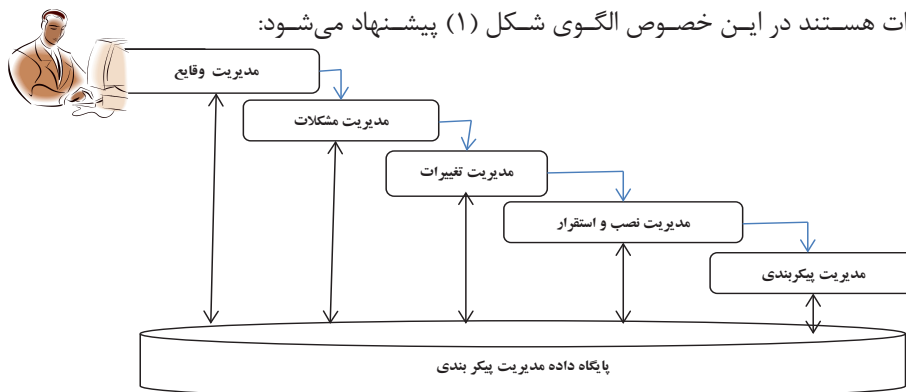 ات هستند در این خصوص الگوی شکل (۱) پیشنهاد می‌شود:
مدیریت وقایع
مدیریت مشکلات
مدیریت تغییرات
مدیریت نصب و استقرار
مدیریت پیکربندی
پایگاه داده مدیریت پیکر بندی